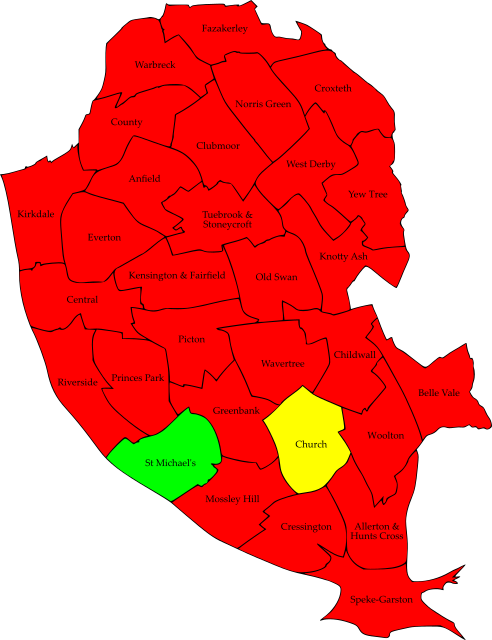 Fazakerley
Warbreck
Croxteth
Norris Green
County
Clubmoor
West Derby
Anfield
Yew Tree
Kirkdale
Tuebrook &
Stoneycroft
Everton
Knotty Ash
Kensington & Fairfield
Old Swan
Central
Picton
Childwall
Wavertree
Riverside
Princes Park
Belle Vale
Greenbank
Church
Woolton
St Michael's
Mossley Hill
Cressington
Allerton &
Hunts Cross
Speke-Garston